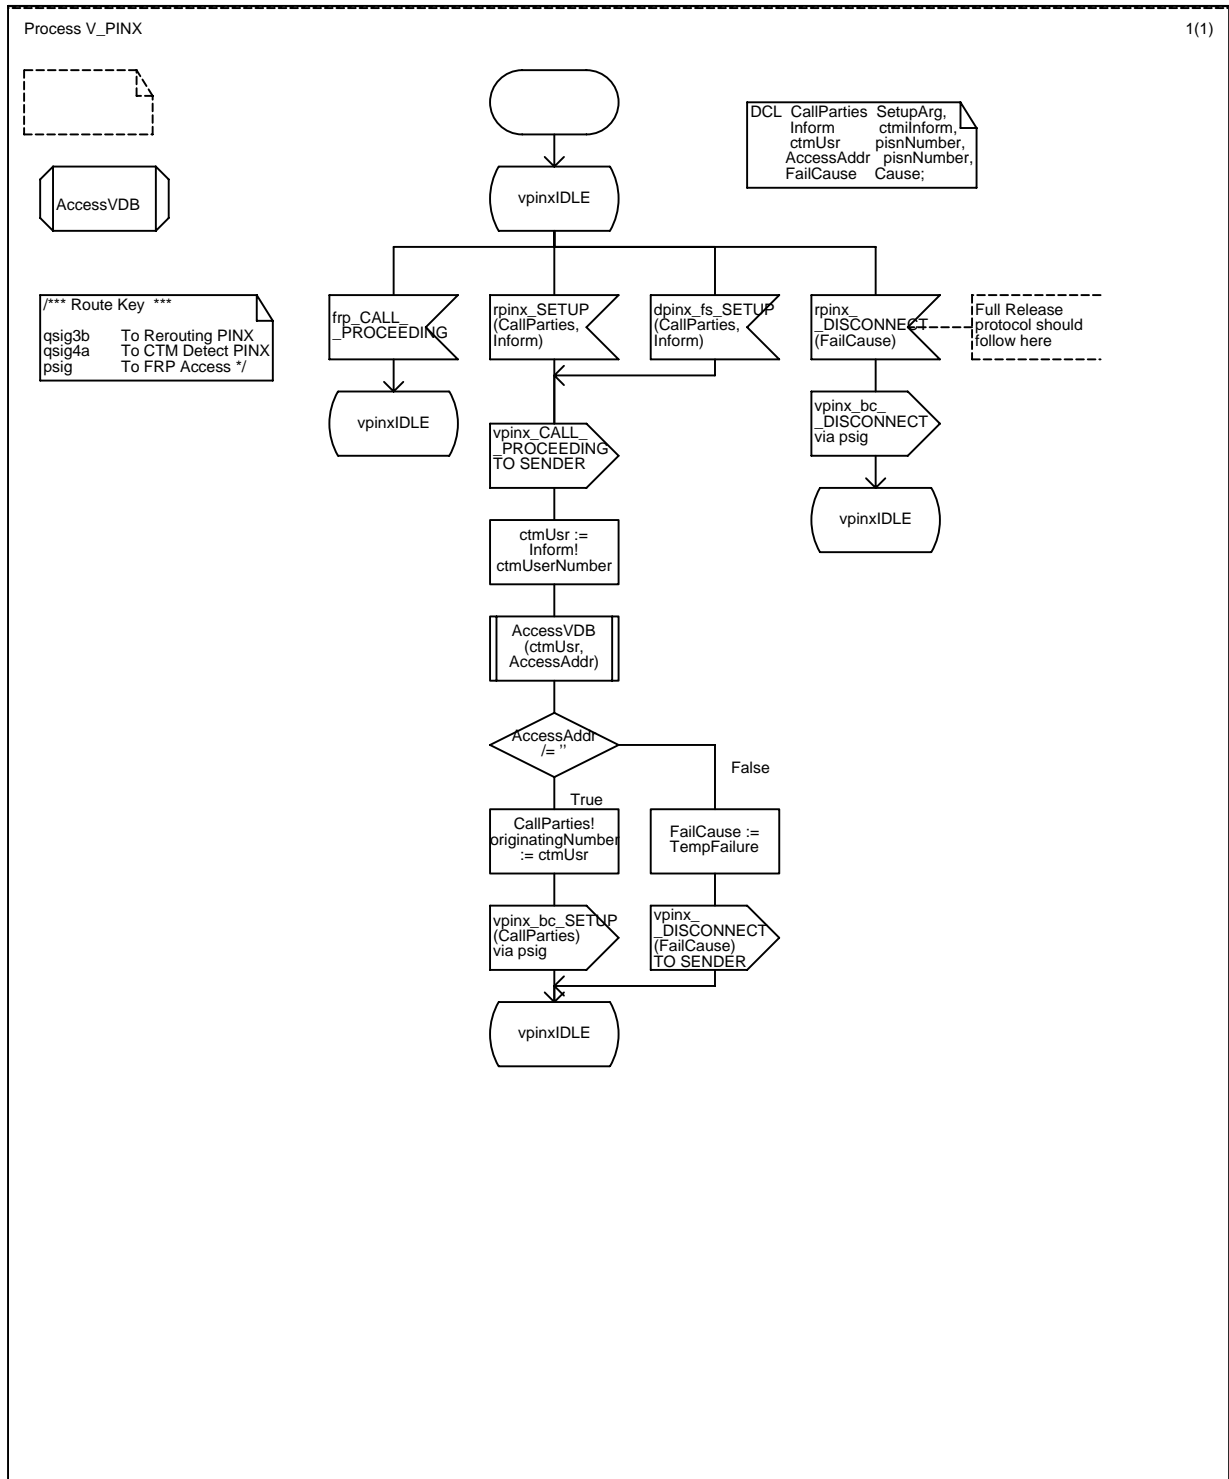 Process V_PINX
1(1)
DCL CallParties SetupArg,
Inform ctmiInform,
ctmUsr pisnNumber,
AccessAddr pisnNumber,
FailCause Cause;
vpinxIDLE
AccessVDB
/*** Route Key ***
qsig3b To Rerouting PINX
qsig4a To CTM Detect PINX
psig To FRP Access */
frp_CALL_
_PROCEEDING
rpinx_SETUP
(CallParties,
Inform)
dpinx_fs_SETUP
(CallParties,
Inform)
rpinx_
_DISCONNECT
(FailCause)
Full Release
protocol should
follow here
vpinxIDLE
vpinx_CALL_
_PROCEEDING
TO SENDER
vpinx_bc_
_DISCONNECT
via psig
vpinxIDLE
ctmUsr :=
Inform!
ctmUserNumber
AccessVDB
(ctmUsr,
AccessAddr)
AccessAddr
/= ''
False
True
CallParties!
originatingNumber
:= ctmUsr
FailCause :=
TempFailure
vpinx_bc_SETUP
(CallParties)
via psig
vpinx_
_DISCONNECT
(FailCause)
TO SENDER
vpinxIDLE